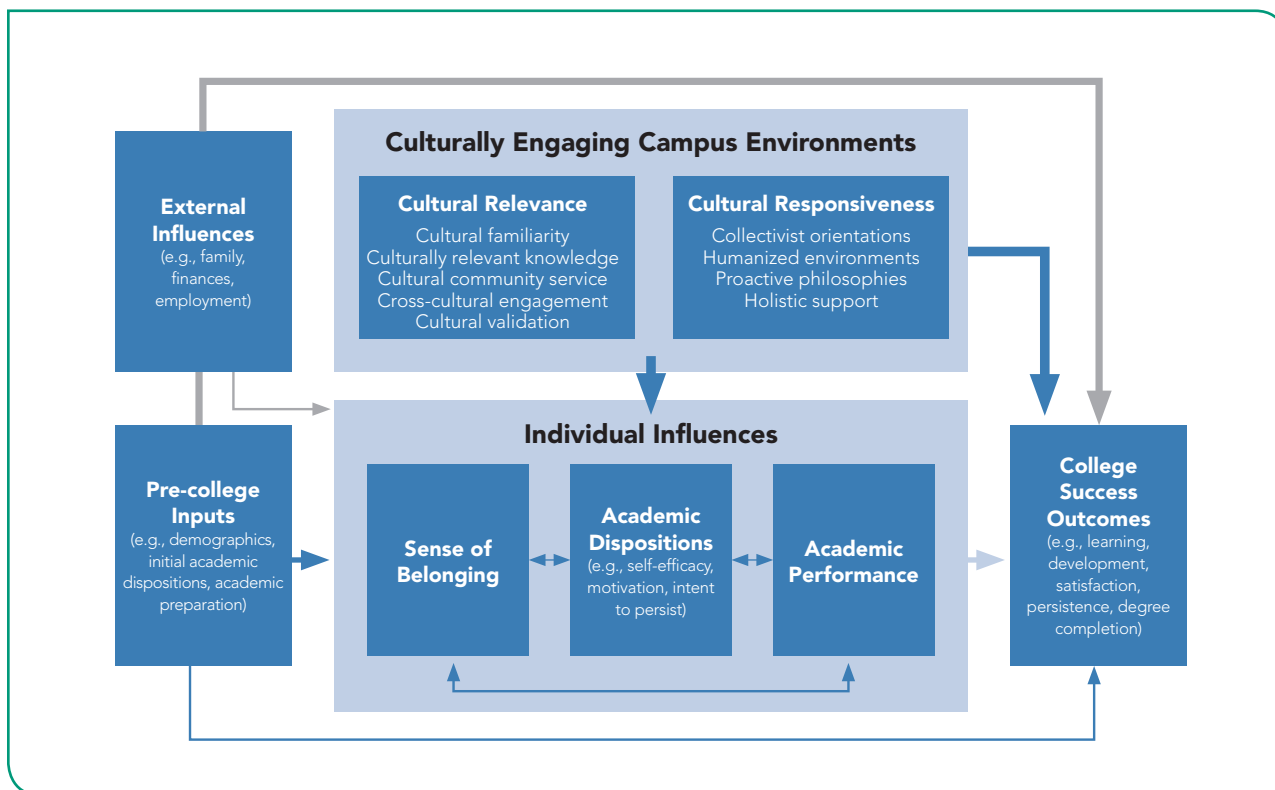 Culturally Engaging Campus Environments
External
Influences
(e.g., family,
finances,
employment)
Cultural Relevance
Cultural familiarity
Culturally relevant knowledge
Cultural community service
Cross-cultural engagement
Cultural validation
Cultural Responsiveness
Collectivist orientations
Humanized environments
Proactive philosophies
Holistic support
Pre-college
Inputs
(e.g., demographics,
initial academic
dispositions, academic
preparation)
Individual Influences
Sense of
Belonging
Academic
Dispositions
(e.g., self-efficacy,
motivation, intent
to persist)
Academic
Performance
College
Success
Outcomes
(e.g., learning,
development,
satisfaction,
persistence, degree
completion)